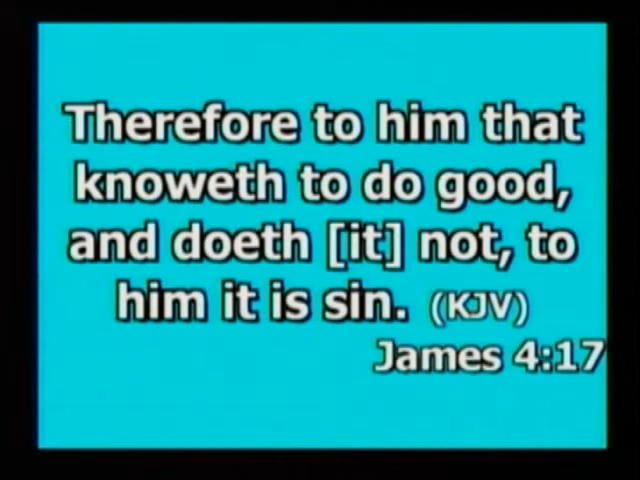 Therefore to him that
knoweth to do good,
and doeth [it] not, to
him it is sin. (KJV)
James 4:17